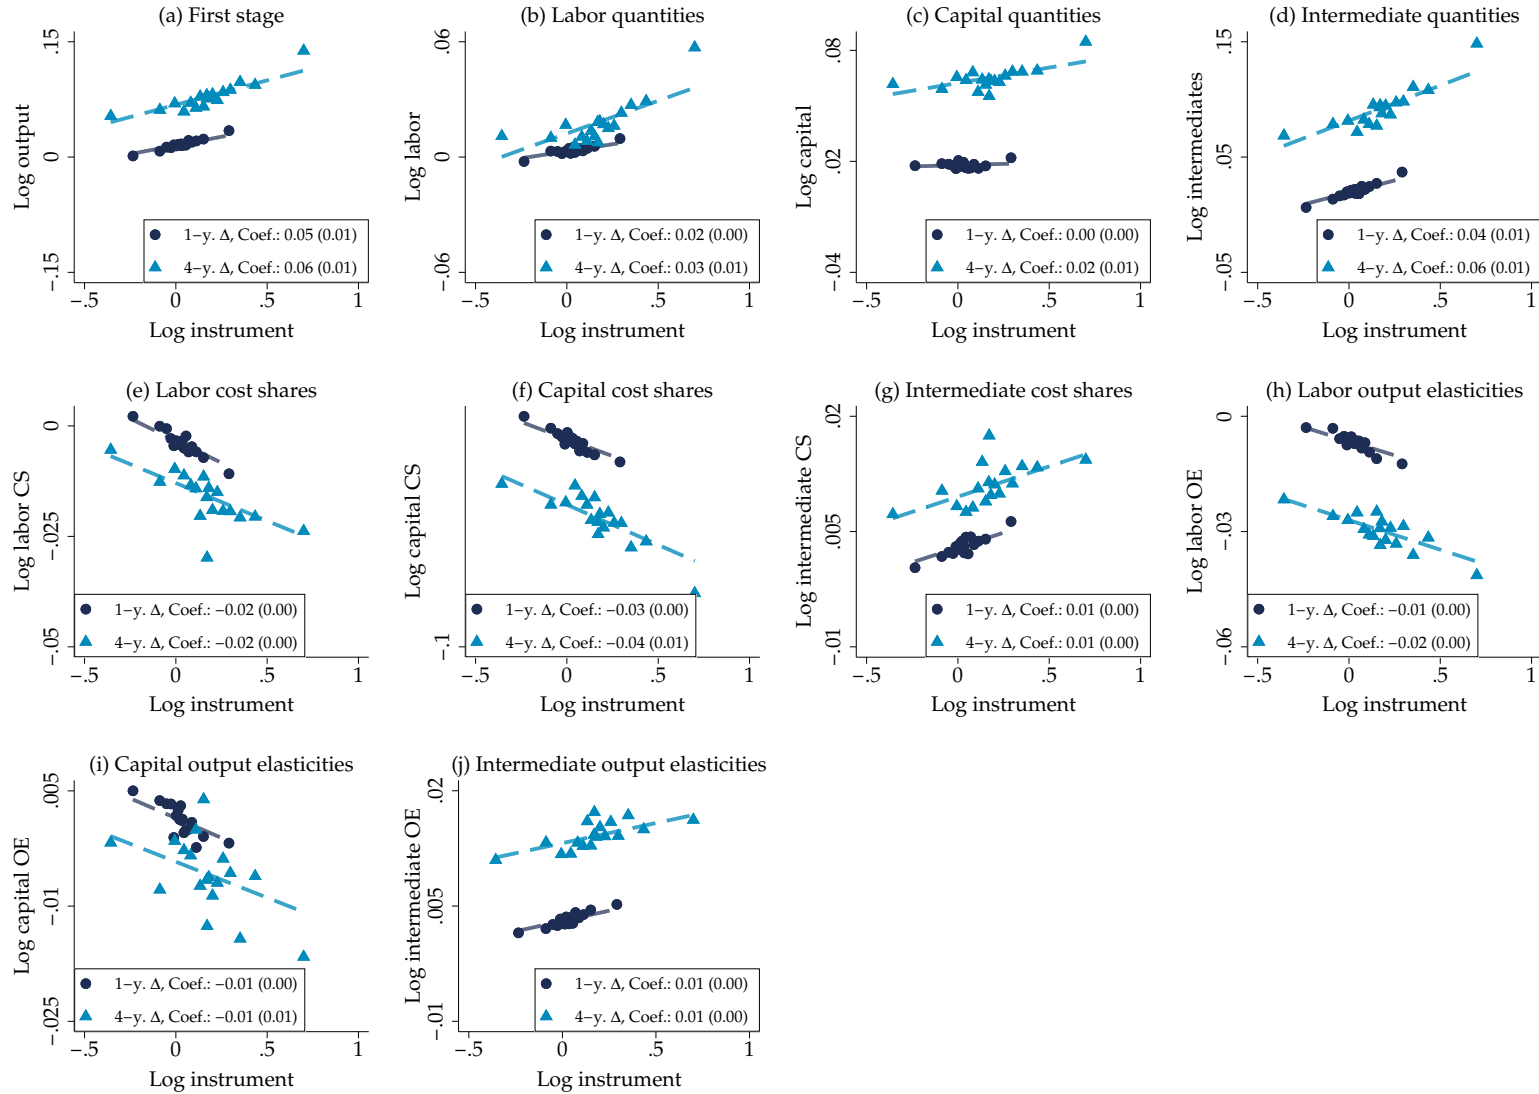 (a) First stage
Log output
.15
0
-.15
1-y. Δ, Coef.: 0.05 (0.01)
4-y. Δ, Coef.: 0.06 (0.01)
-.5 0 .5 1
Log instrument
(b) Labor quantities
Log labor
.06
0
-.06
1-y. Δ, Coef.: 0.02 (0.00)
4-y. Δ, Coef.: 0.03 (0.01)
-.5 0 .5 1
Log instrument
(c) Capital quantities
Log capital
.08
.02
-.04
1-y. Δ, Coef.: 0.00 (0.00)
4-y. Δ, Coef.: 0.02 (0.01)
-.5 0 .5 1
Log instrument
(d) Intermediate quantities
Log intermediates
.15
.05
-.05
1-y. Δ, Coef.: 0.04 (0.01)
4-y. Δ, Coef.: 0.06 (0.01)
-.5 0 .5 1
Log instrument
(e) Labor cost shares
Log labor CS
0
-.025
-.05
1-y. Δ, Coef.: -0.02 (0.00)
4-y. Δ, Coef.: -0.02 (0.00)
-.5 0 .5 1
Log instrument
(f) Capital cost shares
Log capital CS
-.1
1-y. Δ, Coef.: -0.03 (0.00)
4-y. Δ, Coef.: -0.04 (0.01)
-.5 0 .5 1
Log instrument
(g) Intermediate cost shares
Log intermediate CS
.02
.005
-.01
1-y. Δ, Coef.: 0.01 (0.00)
4-y. Δ, Coef.: 0.01 (0.00)
-.5 0 .5 1
Log instrument
(h) Labor output elasticities
Log labor OE
0
-.03
-.06
1-y. Δ, Coef.: -0.01 (0.00)
4-y. Δ, Coef.: -0.02 (0.00)
-.5 0 .5 1
Log instrument
(i) Capital output elasticities
Log capital OE
.005
-.01
-.025
1-y. Δ, Coef.: -0.01 (0.00)
4-y. Δ, Coef.: -0.01 (0.01)
-.5 0 .5 1
Log instrument
(j) Intermediate output elasticities
Log intermediate OE
.02
.005
-.01
1-y. Δ, Coef.: 0.01 (0.00)
4-y. Δ, Coef.: 0.01 (0.00)
-.5 0 .5 1
Log instrument